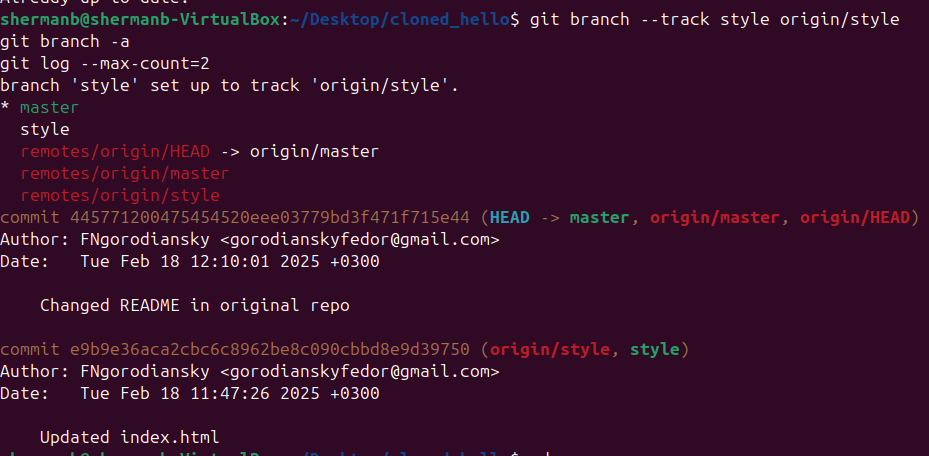 Already up to date.
shermanb@shermanb-VirtualBox:~/Desktop/cloned_hello$ git branch --track style origin/style
git branch -a
git log --max-count=2
branch 'style' set up to track 'origin/style'.
* master
  style
  remotes/origin/HEAD -> origin/master
  remotes/origin/master
  remotes/origin/style
commit 445771200475454520eee03779bd3f471f715e44 (HEAD -> master, origin/master, origin/HEAD)
Author: FNgorodiansky <gorodianskyfedor@gmail.com>
Date:   Tue Feb 18 12:10:01 2025 +0300
    Changed README in original repo
commit e9b9e36aca2cbc6c8962be8c090cbbd8e9d39750 (origin/style, style)
Author: FNgorodiansky <gorodianskyfedor@gmail.com>
Date:   Tue Feb 18 11:47:26 2025 +0300
    Updated index.html